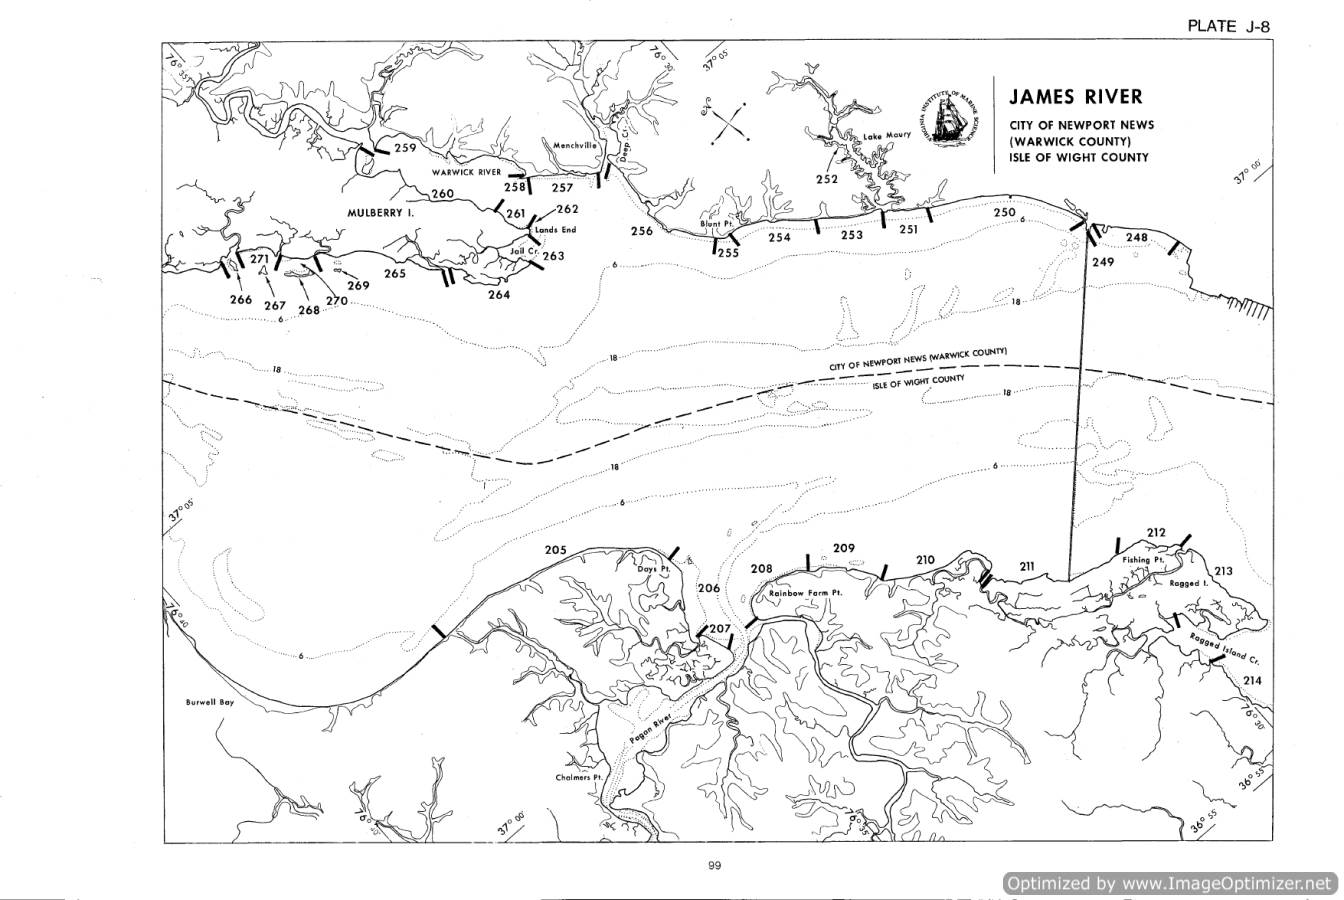 PLATE J-8
JAMES RIVER
CITY OF NEWPORT NEWS
(WARWICK COUNTY)
ISLE OF WIGHT COUNTY
VIRGINIA INSTITUTE OF MARINE SCIENCE
76° 35'
76° 30'
37° 05'
37° 00'
259
Menchville
Deep Cr.
Lake Maury
252
WARWICK RIVER
258
257
260
MULBERRY I.
261
262
Lands End
256
Blunt Pt.
255
254
253
251
250
6
248
249
Jail Cr.
263
271
265
264
266
267
268
270
269
6
6
18
18
18
CITY OF NEWPORT NEWS (WARWICK COUNTY)
ISLE OF WIGHT COUNTY
18
18
6
6
37° 05'
205
Days Pt.
206
207
208
Rainbow Farm Pt.
209
210
211
212
Fishing Pt.
213
Ragged I.
Ragged Island Cr.
214
76° 40'
6
Burwell Bay
Pagan River
Chalmers Pt.
76° 30'
36° 55'
37° 00'
76° 35'
36° 55'
99
Optimized by www.ImageOptimizer.net